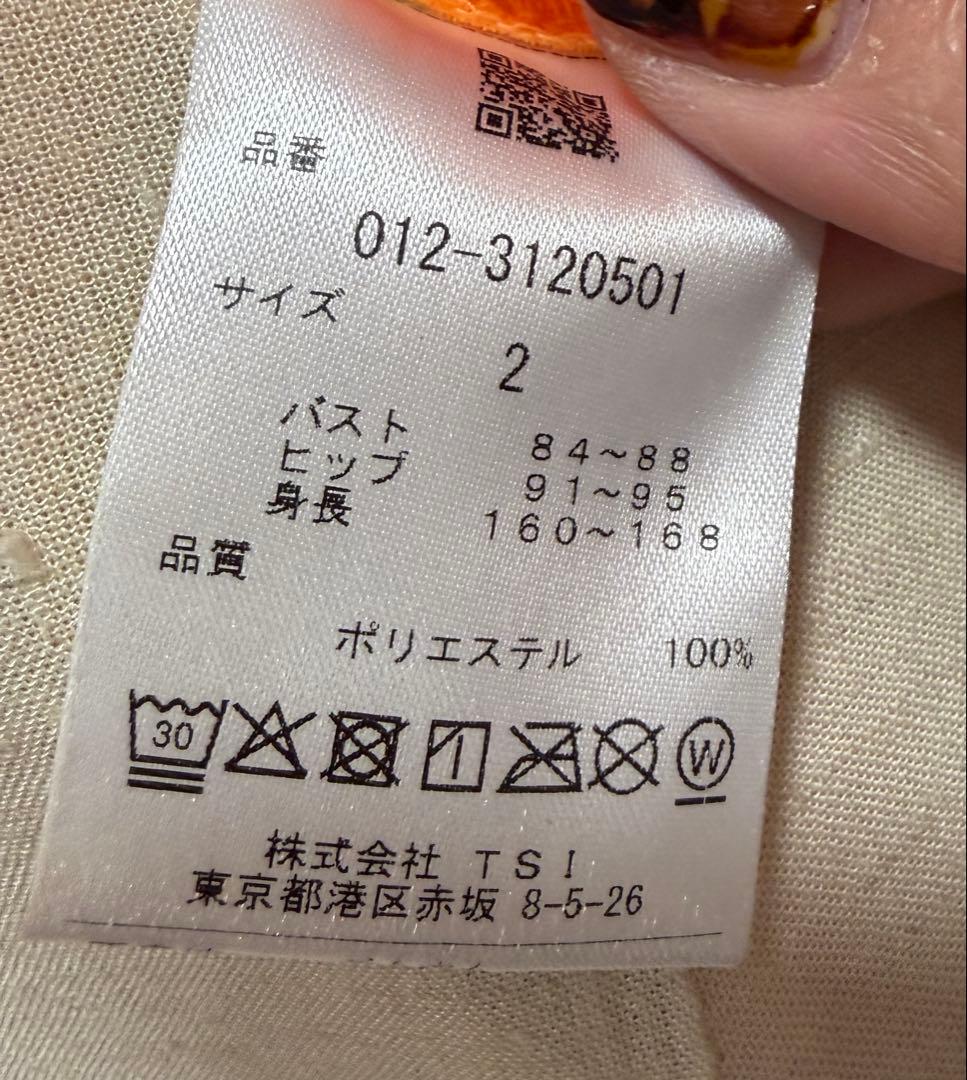 品番
012-3120501
サイズ
2
バスト 84~88
ヒップ 91~95
身長 160~168
品質
ポリエステル 100%
30
W
株式会社 TSI
東京都港区赤坂 8-5-26